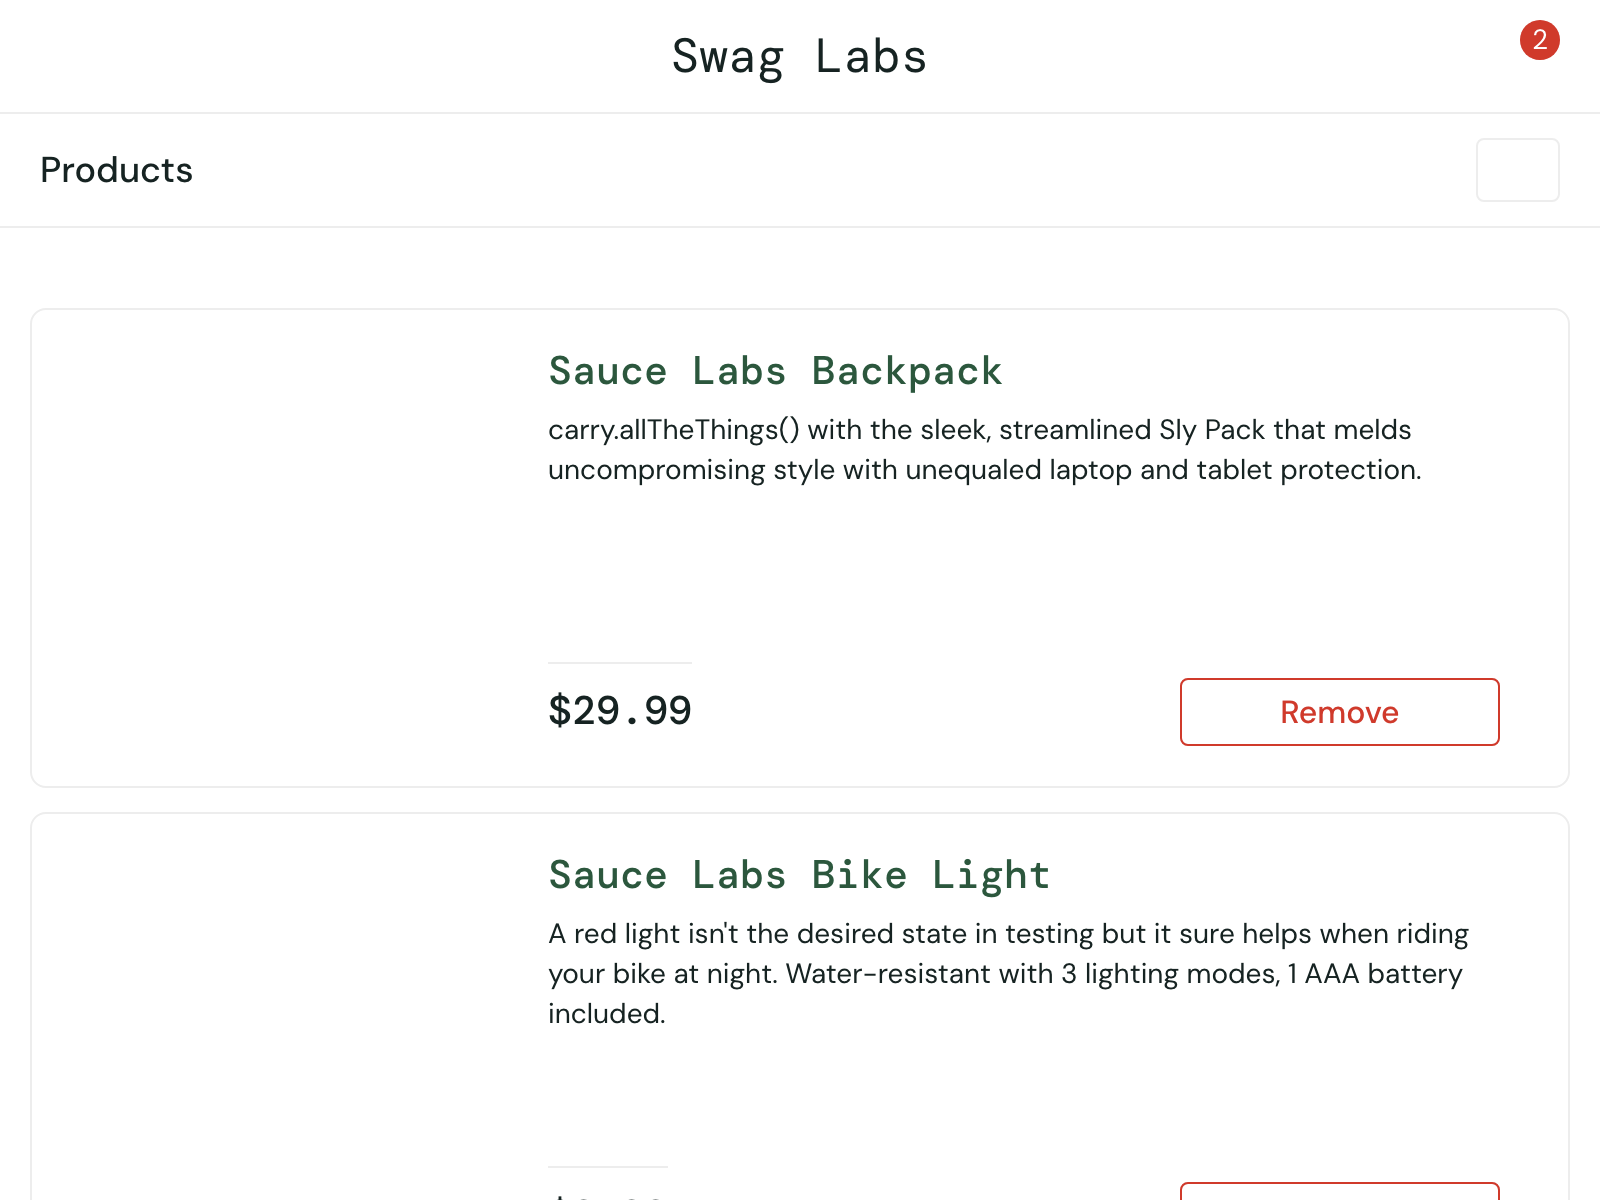 Swag Labs
2
Products
Sauce Labs Backpack
carry.allTheThings() with the sleek, streamlined Sly Pack that melds
uncompromising style with unequaled laptop and tablet protection.
$29.99
Remove
Sauce Labs Bike Light
A red light isn't the desired state in testing but it sure helps when riding
your bike at night. Water-resistant with 3 lighting modes, 1 AAA battery
included.